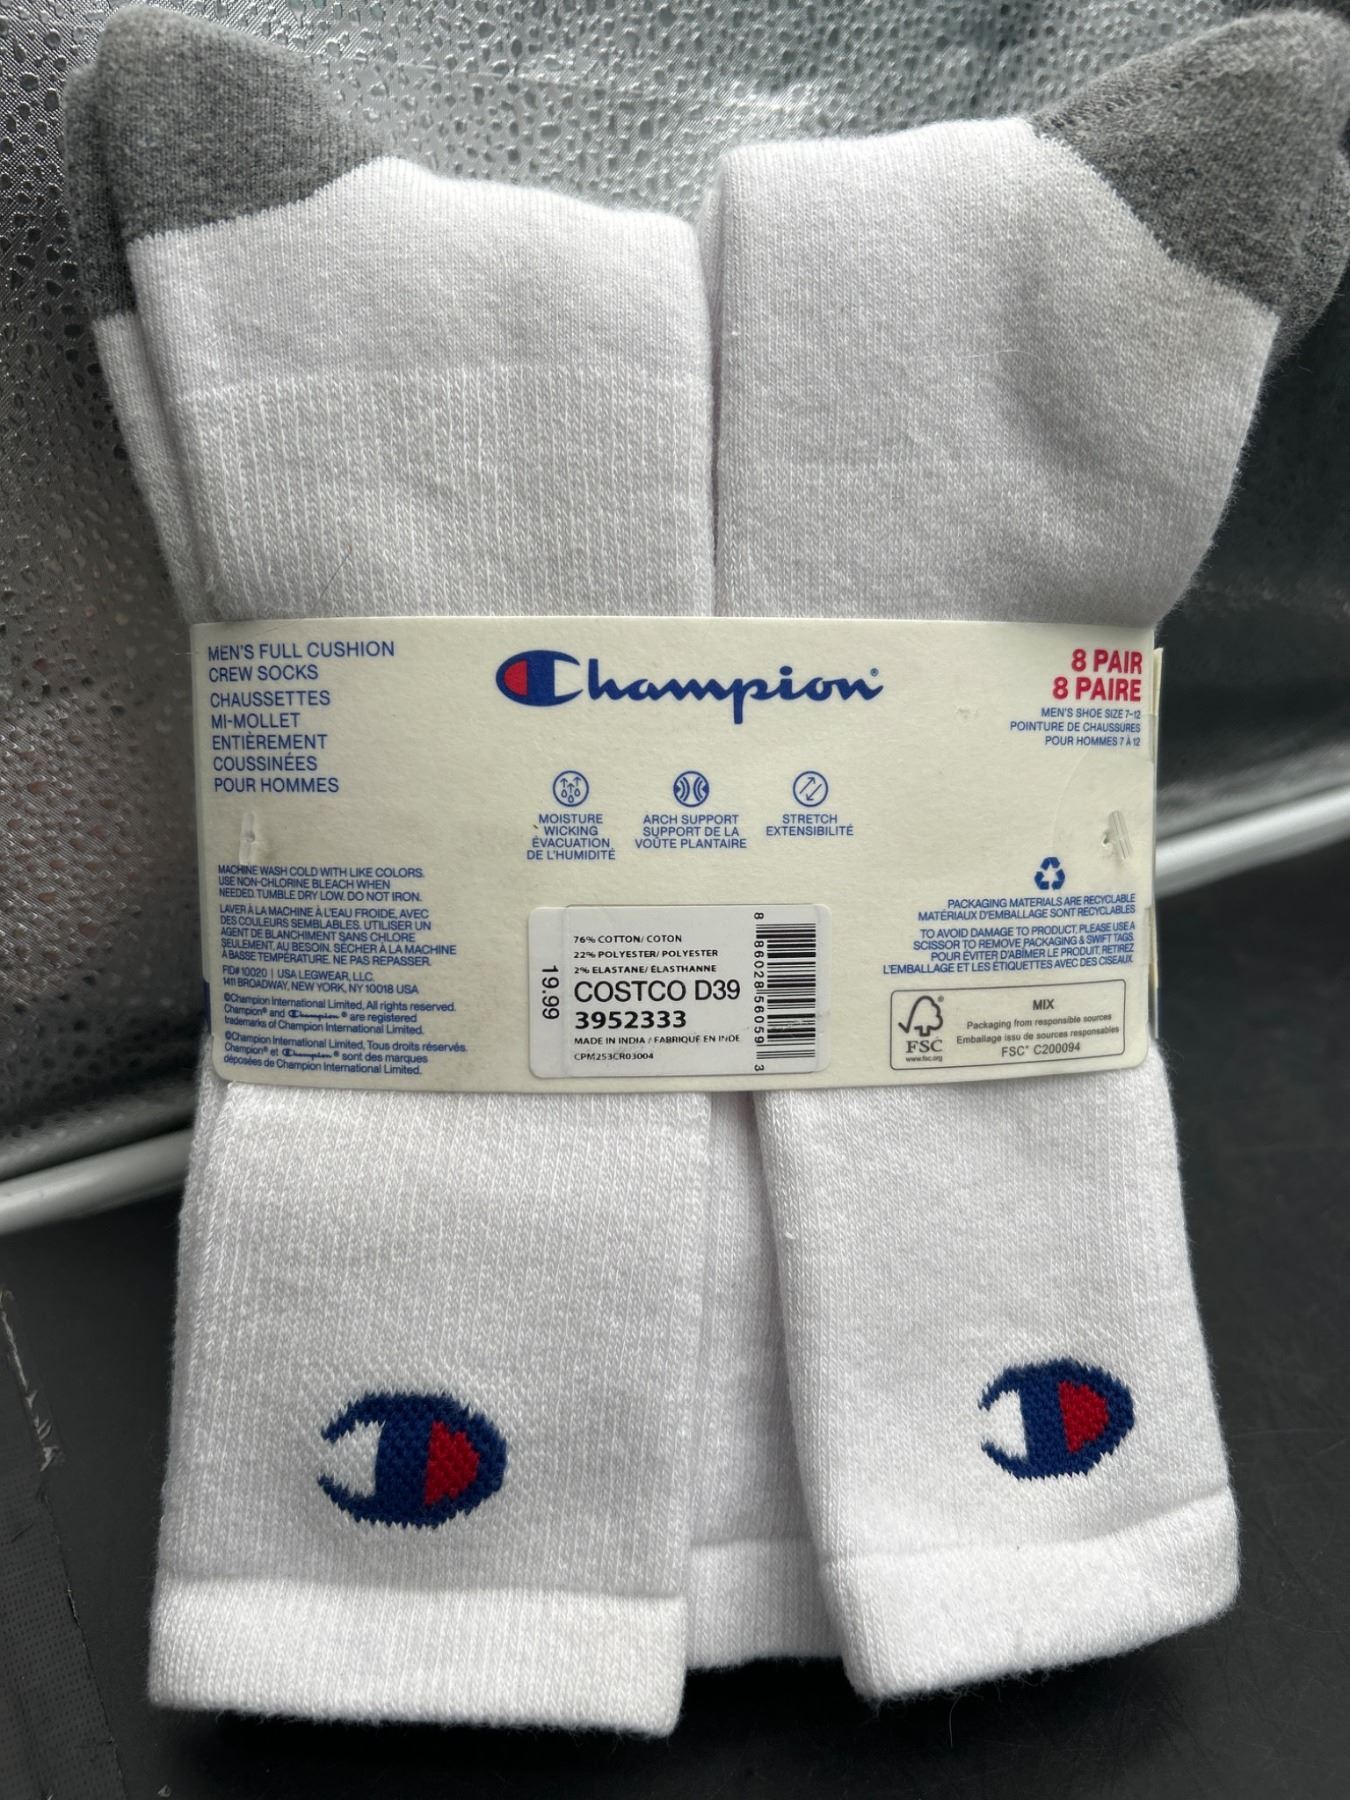 MEN'S FULL CUSHION
CREW SOCKS
CHAUSSETTES
MI-MOLLET
ENTIÈREMENT
COUSSINÉES
POUR HOMMES
Champion®
8 PAIR
8 PAIRE
MEN'S SHOE SIZE 7-12
POINTURE DE CHAUSSURES
POUR HOMMES 7 À 12
MOISTURE
WICKING
ÉVACUATION
DE L'HUMIDITÉ
ARCH SUPPORT
SUPPORT DE LA
VOÛTE PLANTAIRE
STRETCH
EXTENSIBILITÉ
MACHINE WASH COLD WITH LIKE COLORS.
USE NON-CHLORINE BLEACH WHEN
NEEDED. TUMBLE DRY LOW. DO NOT IRON.
LAVER À LA MACHINE À L'EAU FROIDE, AVEC
DES COULEURS SEMBLABLES. UTILISER UN
AGENT DE BLANCHIMENT SANS CHLORE
SEULEMENT, AU BESOIN. SÉCHER À LA MACHINE
À BASSE TEMPÉRATURE. NE PAS REPASSER.
FID# 10020 | USA LEGWEAR, LLC.
1411 BROADWAY, NEW YORK, NY 10018 USA
©Champion International Limited, All rights reserved.
Champion® and Champion® are registered
trademarks of Champion International Limited.
©Champion International Limited, Tous droits réservés.
Champion® et Champion® sont des marques
déposées de Champion International Limited.
19.99
76% COTTON/ COTON
22% POLYESTER/ POLYESTER
2% ELASTANE/ ÉLASTHANNE
COSTCO D39
3952333
MADE IN INDIA / FABRIQUÉ EN INDE
CPM253CR03004
8 86028 56059 3
PACKAGING MATERIALS ARE RECYCLABLE
MATÉRIAUX D'EMBALLAGE SONT RECYCLABLES
TO AVOID DAMAGE TO PRODUCT, PLEASE USE A
SCISSOR TO REMOVE PACKAGING & SWIFT TAGS.
POUR ÉVITER D'ABÎMER LE PRODUIT, RETIREZ
L'EMBALLAGE ET LES ÉTIQUETTES AVEC DES CISEAUX.
FSC
www.fsc.org
MIX
Packaging from responsible sources
Emballage issu de sources responsables
FSC® C200094